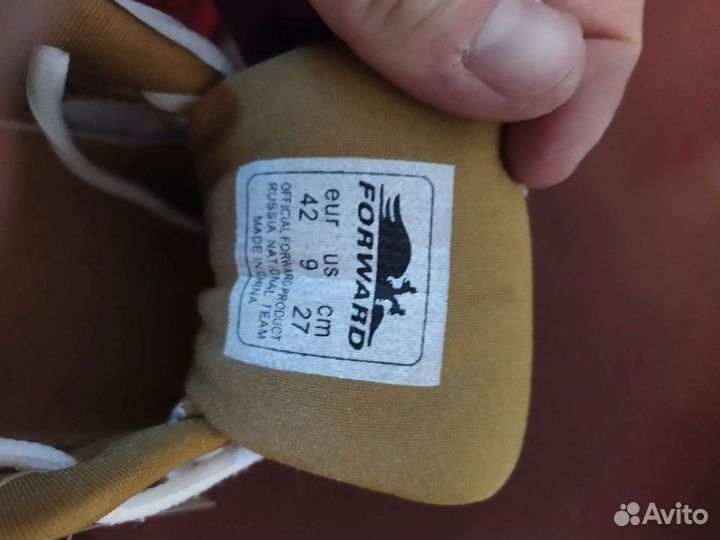 FORWARD
eur us cm
42 9 27
OFFICIAL FORWARD PRODUCT
RUSSIA NATIONAL TEAM
MADE IN CHINA
Avito